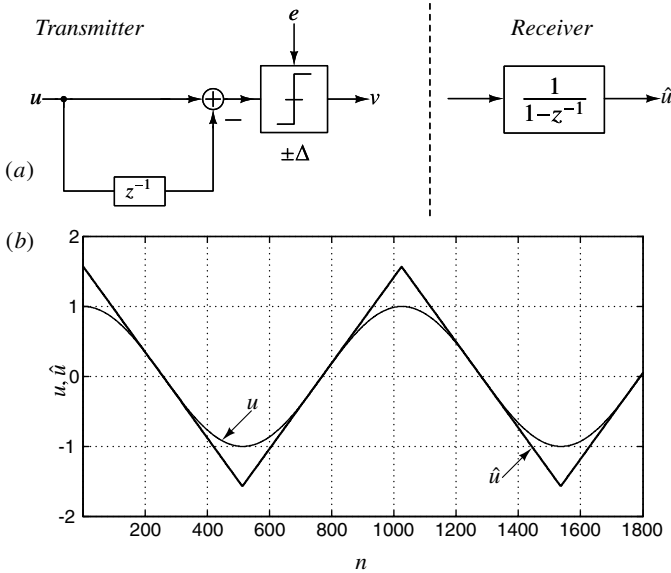 Transmitter
e
Receiver
u
+
−
v
1
1−z⁻¹
û
±Δ
z⁻¹
(a)
(b)
2
1
0
-1
-2
u, û
u
û
200 400 600 800 1000 1200 1400 1600 1800
n